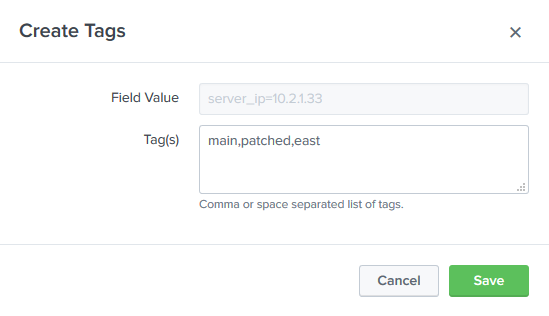 Create Tags
×
Field Value
server_ip=10.2.1.33
Tag(s)
main,patched,east
Comma or space separated list of tags.
Cancel
Save